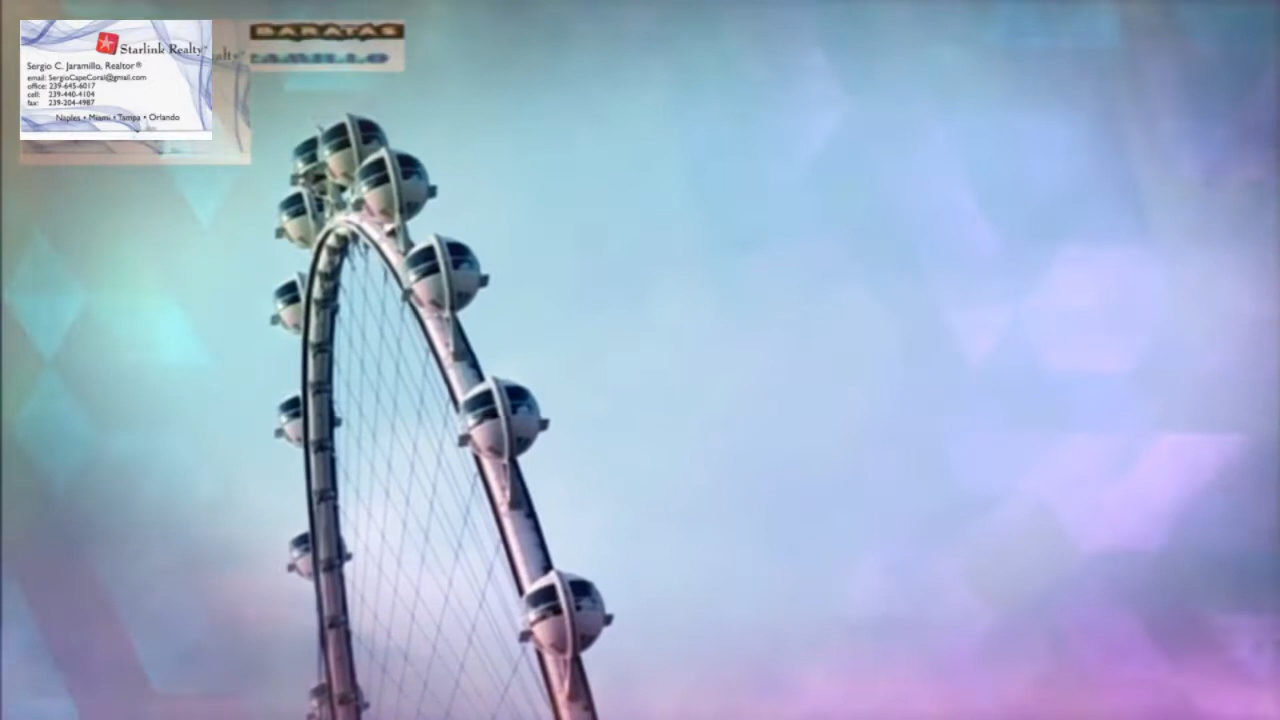 BARATAS
Starlink Realty
Sergio C. Jaramillo, Realtor®
email: SergioCapeCoral@gmail.com
office: 239-645-6017
cell: 239-440-4104
fax: 239-204-4987
Naples • Miami • Tampa • Orlando